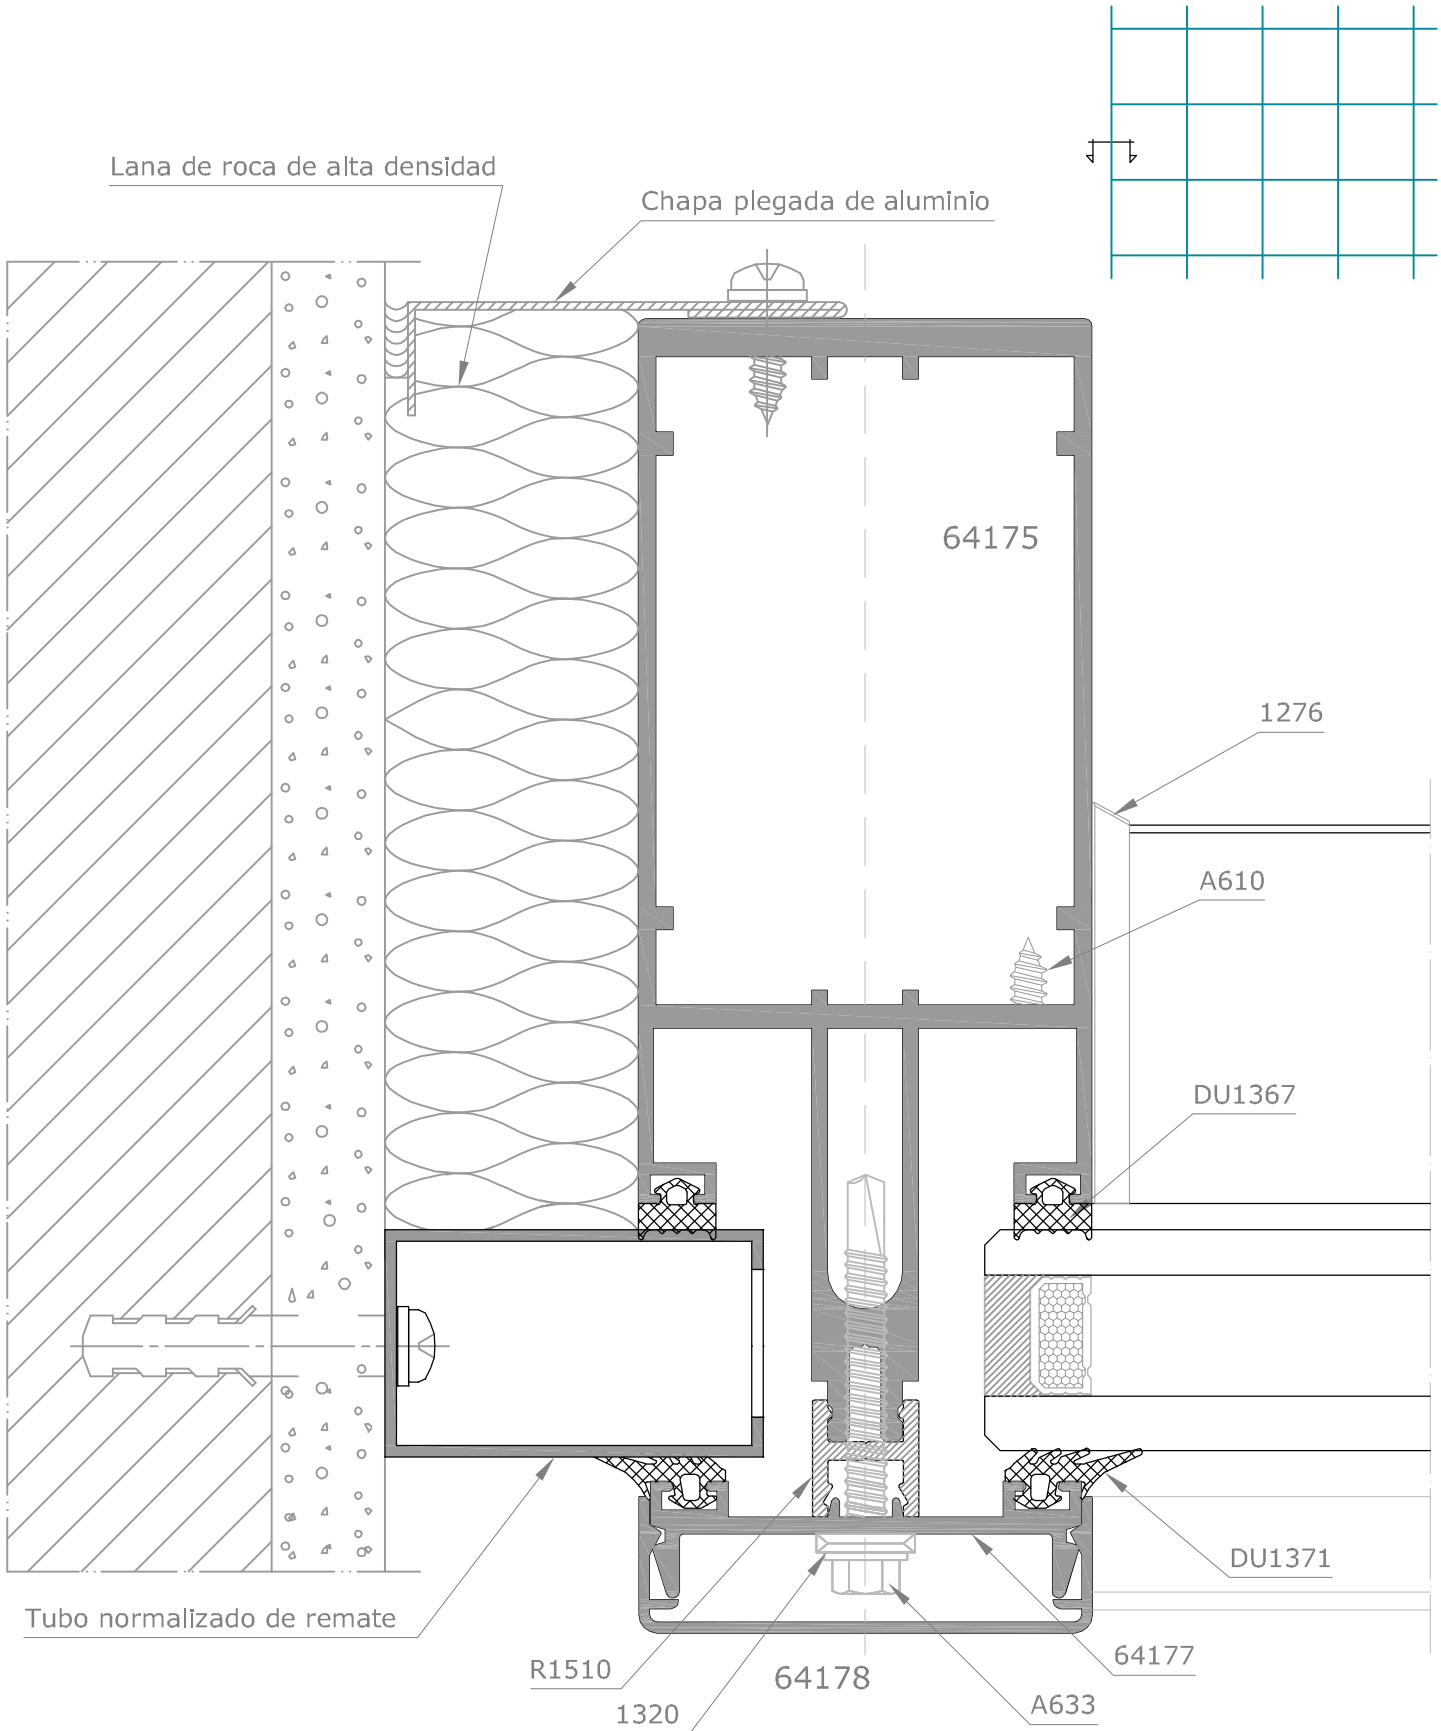 Lana de roca de alta densidad
Chapa plegada de aluminio
64175
1276
A610
DU1367
DU1371
Tubo normalizado de remate
64177
R1510
64178
A633
1320